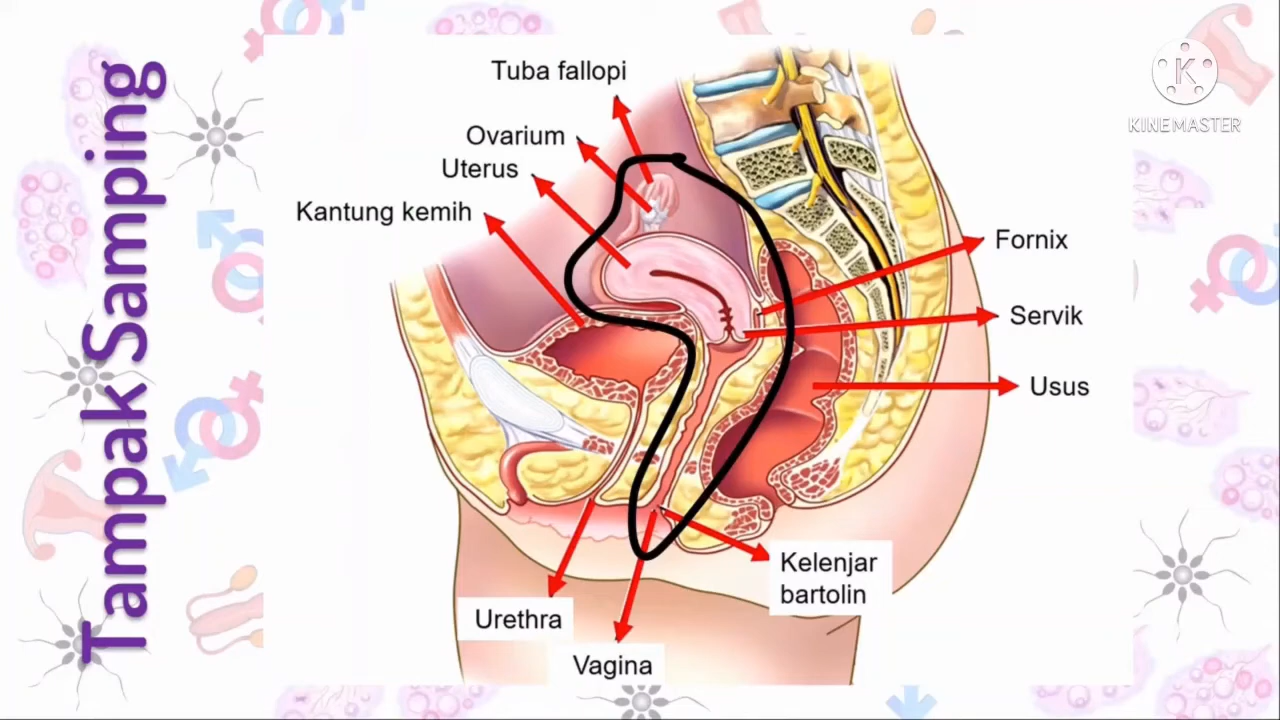 Tampak Samping
Tuba fallopi
Ovarium
Uterus
Kantung kemih
Fornix
Servik
Usus
Kelenjar
bartolin
Urethra
Vagina
K
KINEMASTER